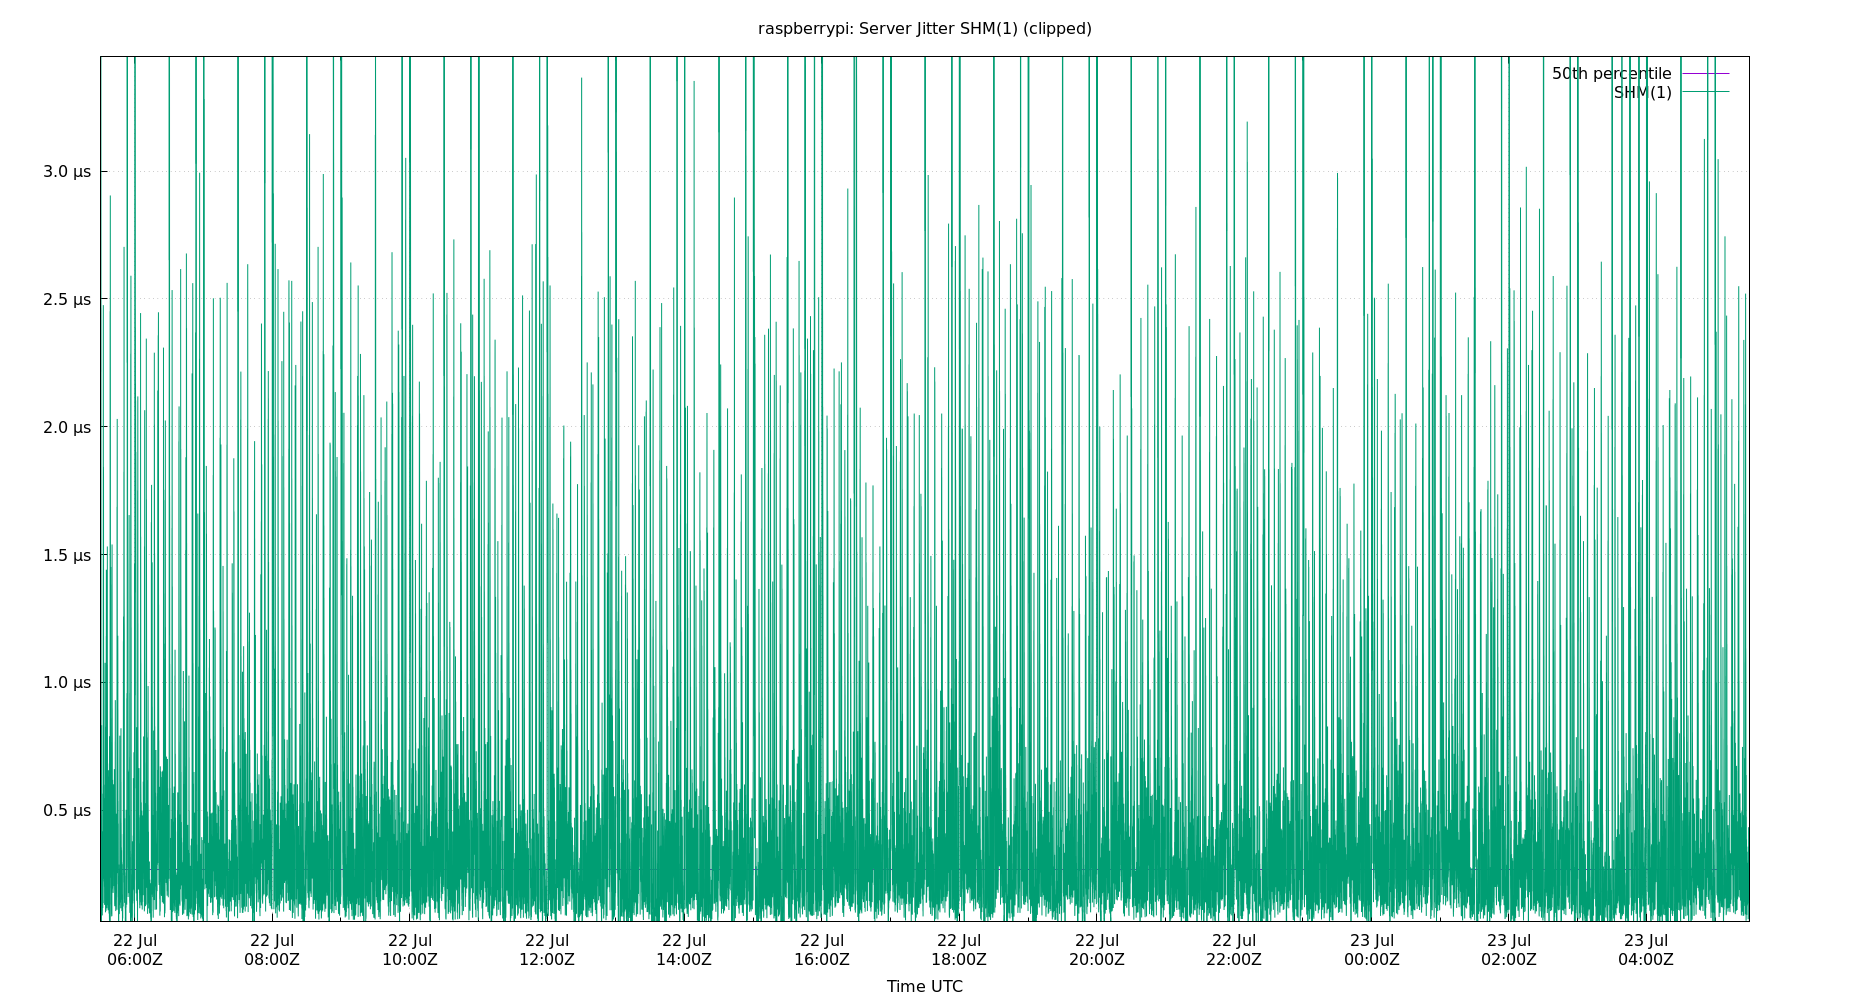 raspberrypi: Server Jitter SHM(1) (clipped)
50th percentile
SHM(1)
3.0 µs
2.5 µs
2.0 µs
1.5 µs
1.0 µs
0.5 µs
22 Jul 22 Jul 22 Jul 22 Jul 22 Jul 22 Jul 22 Jul 22 Jul 22 Jul 23 Jul 23 Jul 23 Jul
06:00Z 08:00Z 10:00Z 12:00Z 14:00Z 16:00Z 18:00Z 20:00Z 22:00Z 00:00Z 02:00Z 04:00Z
Time UTC